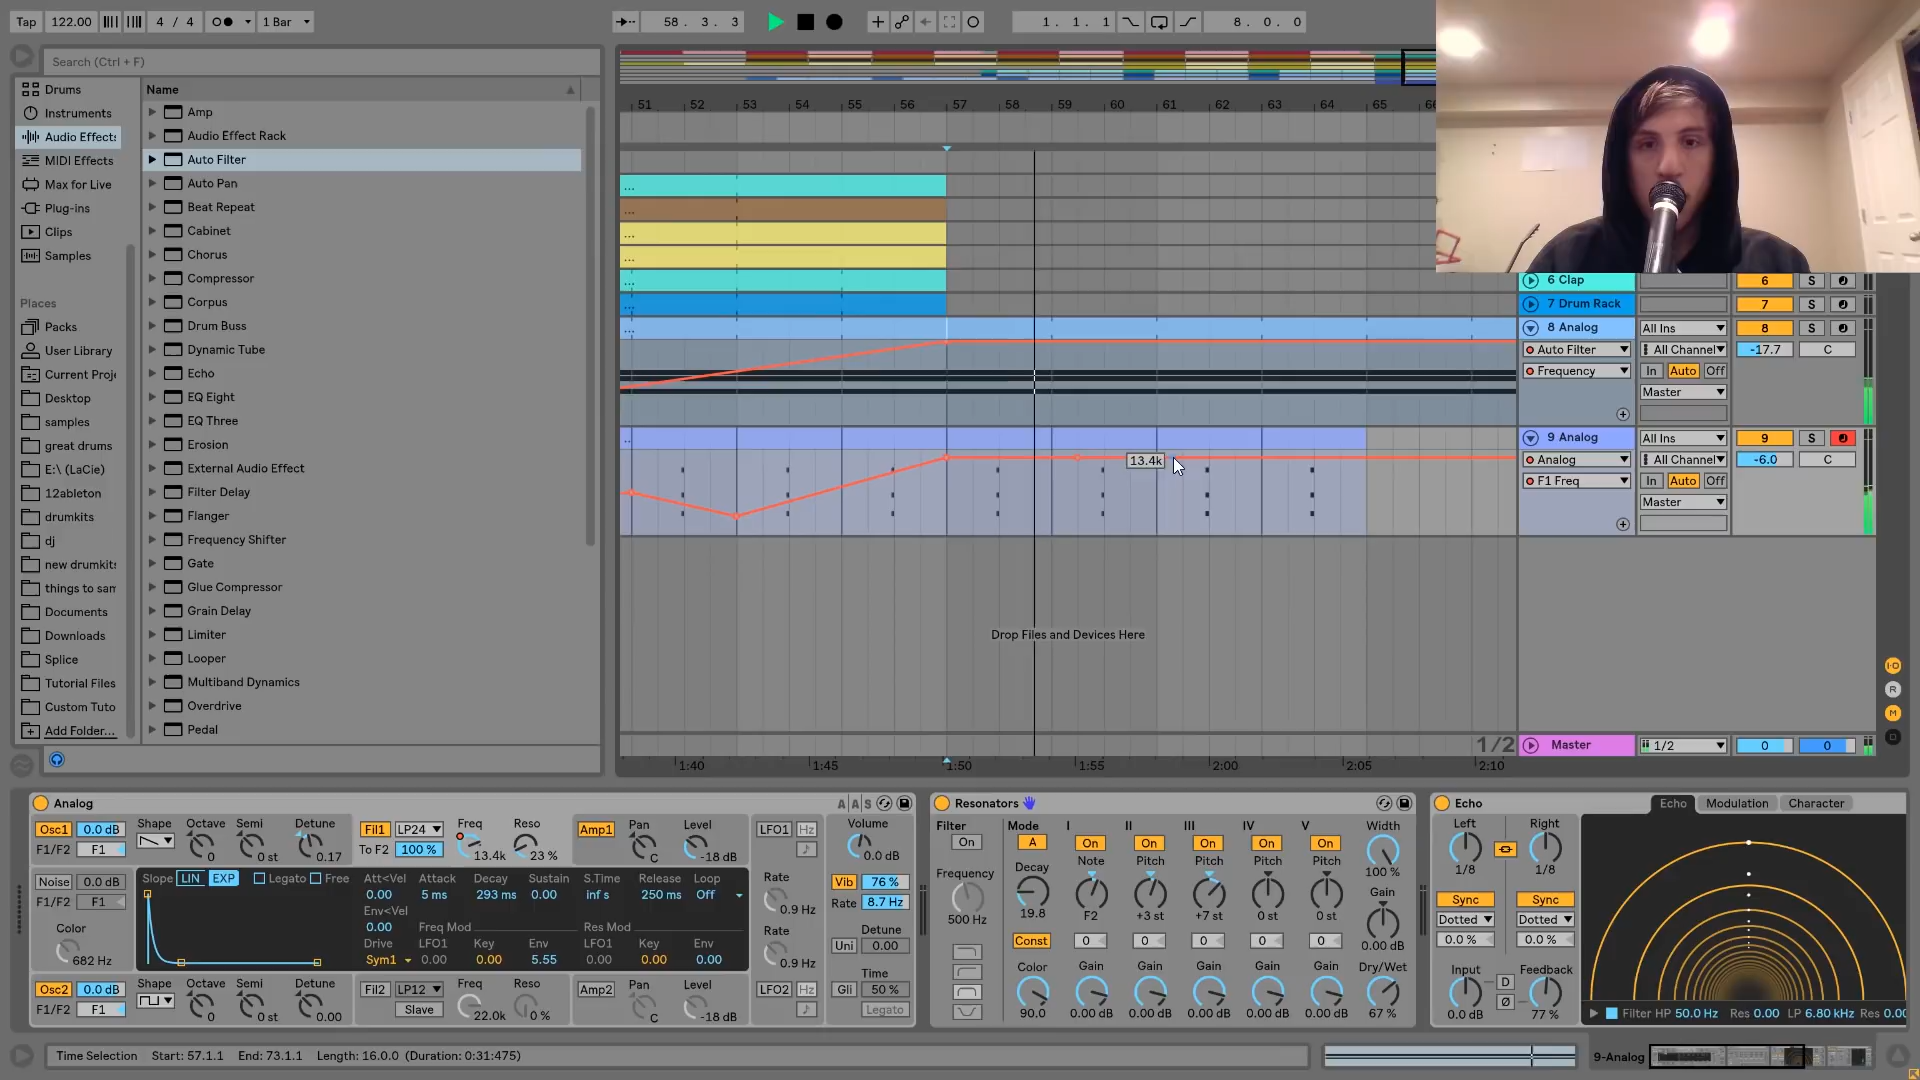 Tap 122.00 4 / 4 1 Bar 58. 3. 3 1. 1. 1 8. 0. 0
Search (Ctrl + F)
Drums
Instruments
Audio Effects
MIDI Effects
Max for Live
Plug-ins
Clips
Samples
Places
Packs
User Library
Current Proje
Desktop
samples
great drums
E:\ (LaCie)
12ableton
drumkits
dj
new drumkits
things to sam
Documents
Downloads
Splice
Tutorial Files
Custom Tuto
Add Folder...
Name
Amp
Audio Effect Rack
Auto Filter
Auto Pan
Beat Repeat
Cabinet
Chorus
Compressor
Corpus
Drum Buss
Dynamic Tube
Echo
EQ Eight
EQ Three
Erosion
External Audio Effect
Filter Delay
Flanger
Frequency Shifter
Gate
Glue Compressor
Grain Delay
Limiter
Looper
Multiband Dynamics
Overdrive
Pedal
51 52 53 54 55 56 57 58 59 60 61 62 63 64 65 66
...
...
...
...
...
...
...
13.4k
Drop Files and Devices Here
1/2
1:40 1:45 1:50 1:55 2:00 2:05 2:10
6 Clap 6 S
7 Drum Rack 7 S
8 Analog All Ins 8 S
Auto Filter All Channel -17.7 C
Frequency In Auto Off
Master
9 Analog All Ins 9 S
Analog All Channel -6.0 C
F1 Freq In Auto Off
Master
Master 1/2 0 0
I-O
R
M
D
Analog A A S
Osc1 0.0 dB Shape Octave Semi Detune
F1/F2 F1 0 0 st 0.17
Fil1 LP24 Freq Reso
To F2 100 % 13.4k 23 %
Amp1 Pan Level
C -18 dB
LFO1 Hz
Volume
0.0 dB
Noise 0.0 dB
F1/F2 F1
Color
682 Hz
Slope LIN EXP Legato Free
Att<Vel Attack Decay Sustain S.Time Release Loop
0.00 5 ms 293 ms 0.00 inf s 250 ms Off
Env<Vel
0.00 Freq Mod Res Mod
Drive LFO1 Key Env LFO1 Key Env
Sym1 0.00 0.00 5.55 0.00 0.00 0.00
Rate
0.9 Hz
Rate
0.9 Hz
Vib 76 %
Rate 8.7 Hz
Detune
Uni 0.00
Time
Gli 50 %
Legato
Osc2 0.0 dB Shape Octave Semi Detune
F1/F2 F1 0 0 st 0.00
Fil2 LP12 Freq Reso
Slave 22.0k 0 %
Amp2 Pan Level
C -18 dB
LFO2 Hz
Resonators
Filter Mode I II III IV V Width
On A On On On On On
Decay Note Pitch Pitch Pitch Pitch 100 %
Frequency Gain
19.8 F2 +3 st +7 st 0 st 0 st
500 Hz Const 0 0 0 0 0 0.00 dB
Color Gain Gain Gain Gain Gain Dry/Wet
90.0 0.00 dB 0.00 dB 0.00 dB 0.00 dB 0.00 dB 67 %
Echo Echo Modulation Character
Left Right
1/8 1/8
Sync Sync
Dotted Dotted
0.0 % 0.0 %
Input D Feedback
Ø
0.0 dB 77 %
Filter HP 50.0 Hz Res 0.00 LP 6.80 kHz Res 0.00
Time Selection Start: 57.1.1 End: 73.1.1 Length: 16.0.0 (Duration: 0:31:475)
9-Analog